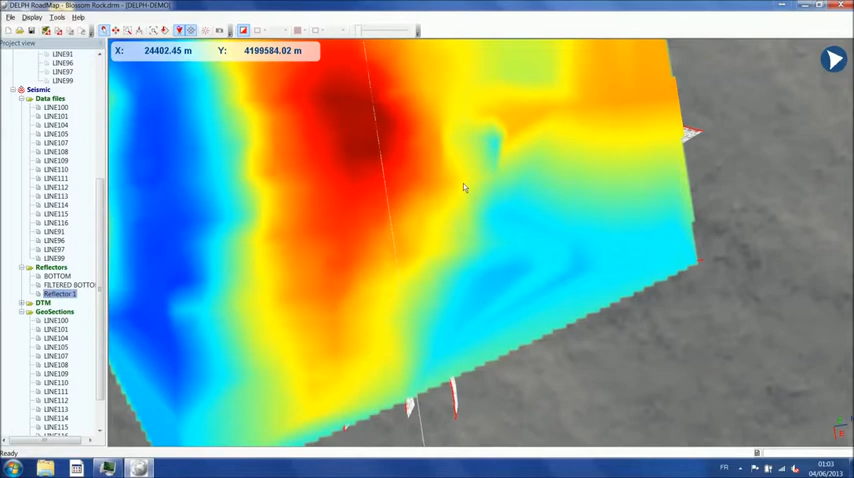 DELPH RoadMap - Blossom Rock.drm - [DELPH-DEMO]
File Display Tools Help
Project view
LINE91
LINE96
LINE97
LINE99
Seismic
Data files
LINE100
LINE101
LINE104
LINE105
LINE107
LINE108
LINE109
LINE110
LINE111
LINE112
LINE113
LINE114
LINE115
LINE116
LINE91
LINE96
LINE97
LINE99
Reflectors
BOTTOM
FILTERED BOTTO
Reflector 1
DTM
GeoSections
LINE100
LINE101
LINE104
LINE105
LINE107
LINE108
LINE109
LINE110
LINE111
LINE112
LINE113
LINE114
LINE115
X: 24402.45 m Y: 4199584.02 m
Ready
FR
01:03
04/06/2013